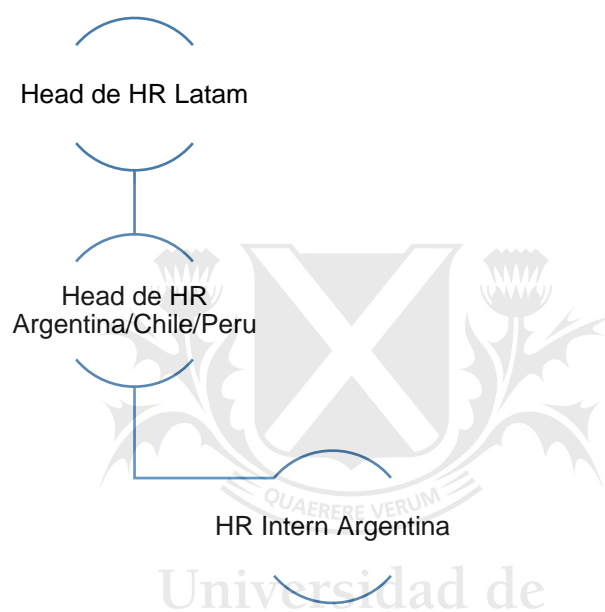 Head de HR Latam
Head de HR
Argentina/Chile/Peru
HR Intern Argentina
QUAERERE VERUM
Universidad de